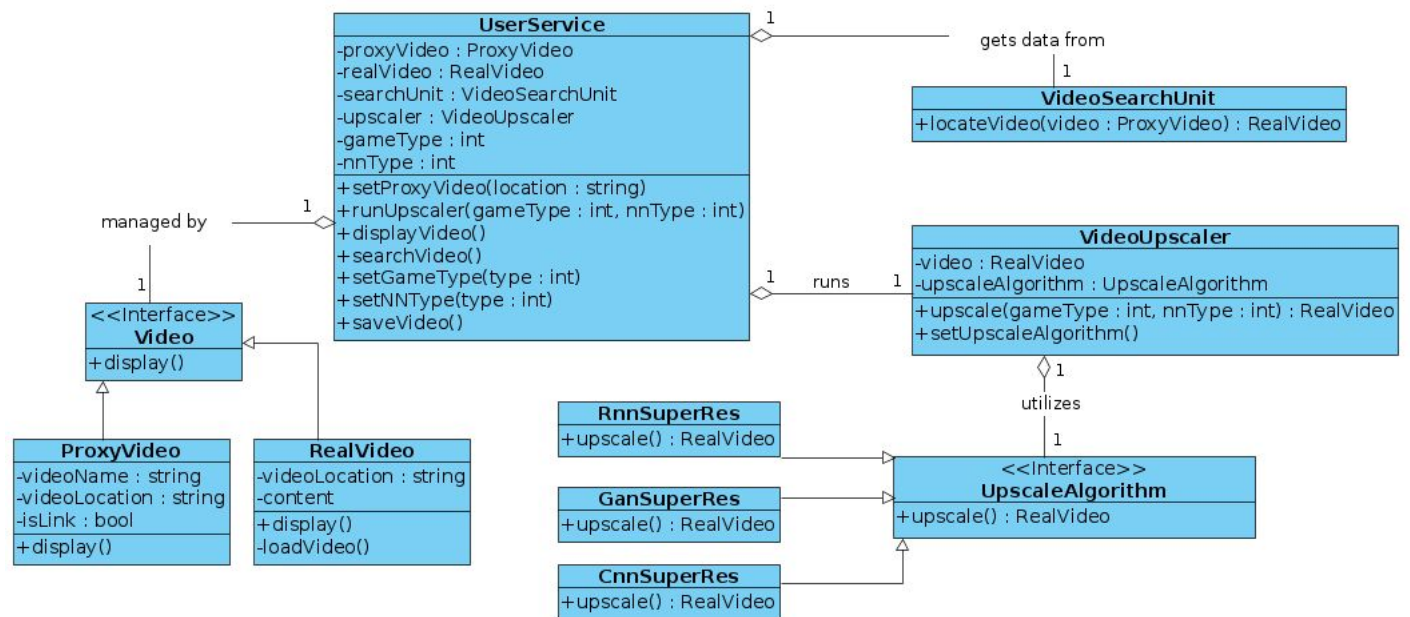 UserService
-proxyVideo : ProxyVideo
-realVideo : RealVideo
-searchUnit : VideoSearchUnit
-upscaler : VideoUpscaler
-gameType : int
-nnType : int
+setProxyVideo(location : string)
+runUpscaler(gameType : int, nnType : int)
+displayVideo()
+searchVideo()
+setGameType(type : int)
+setNNType(type : int)
+saveVideo()
1
gets data from
1
VideoSearchUnit
+locateVideo(video : ProxyVideo) : RealVideo
1
managed by
1
<<Interface>>
Video
+display()
1
runs
1
VideoUpscaler
-video : RealVideo
-upscaleAlgorithm : UpscaleAlgorithm
+upscale(gameType : int, nnType : int) : RealVideo
+setUpscaleAlgorithm()
1
utilizes
1
ProxyVideo
-videoName : string
-videoLocation : string
-isLink : bool
+display()
RealVideo
-videoLocation : string
-content
+display()
-loadVideo()
RnnSuperRes
+upscale() : RealVideo
GanSuperRes
+upscale() : RealVideo
CnnSuperRes
+upscale() : RealVideo
<<Interface>>
UpscaleAlgorithm
+upscale() : RealVideo